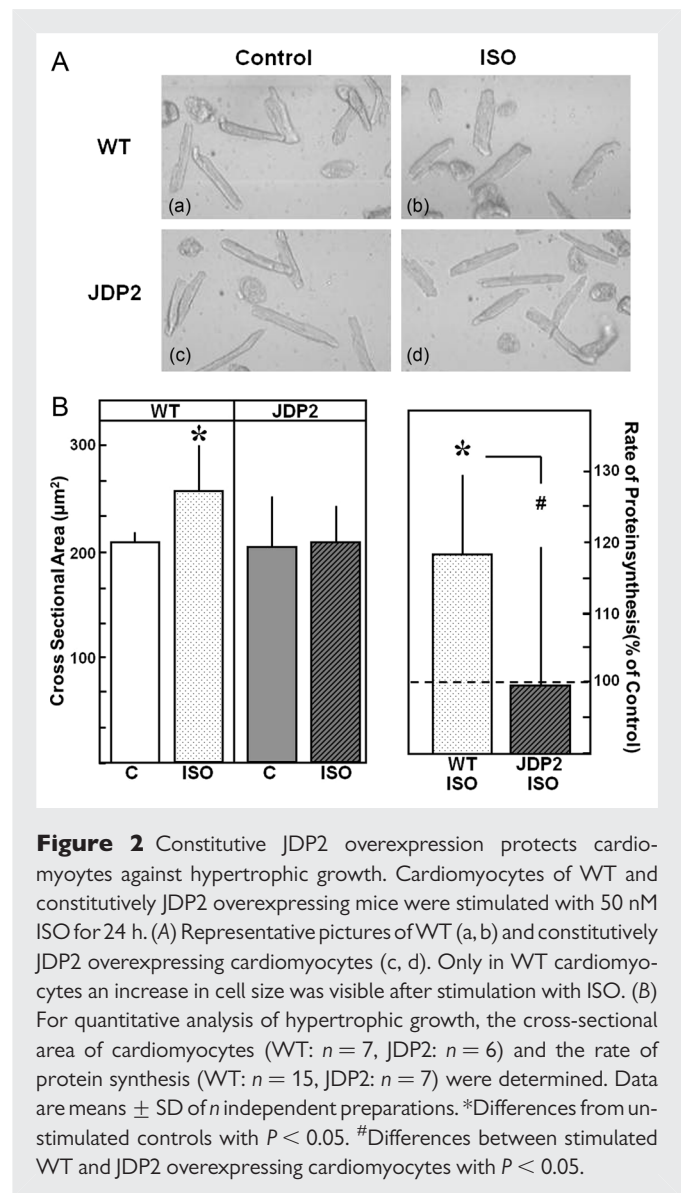 A
Control
ISO
WT
(a)
(b)
JDP2
(c)
(d)
B
WT
JDP2
Cross Sectional Area (µm²)
300
200
100
*
C
ISO
C
ISO
*
#
130
120
110
100
Rate of Proteinsynthesis(% of Control)
WT
ISO
JDP2
ISO
Figure 2 Constitutive JDP2 overexpression protects cardio-
myoytes against hypertrophic growth. Cardiomyocytes of WT and
constitutively JDP2 overexpressing mice were stimulated with 50 nM
ISO for 24 h. (A) Representative pictures of WT (a, b) and constitutively
JDP2 overexpressing cardiomyocytes (c, d). Only in WT cardiomyo-
cytes an increase in cell size was visible after stimulation with ISO. (B)
For quantitative analysis of hypertrophic growth, the cross-sectional
area of cardiomyocytes (WT: n = 7, JDP2: n = 6) and the rate of
protein synthesis (WT: n = 15, JDP2: n = 7) were determined. Data
are means ± SD of n independent preparations. *Differences from un-
stimulated controls with P < 0.05. #Differences between stimulated
WT and JDP2 overexpressing cardiomyocytes with P < 0.05.